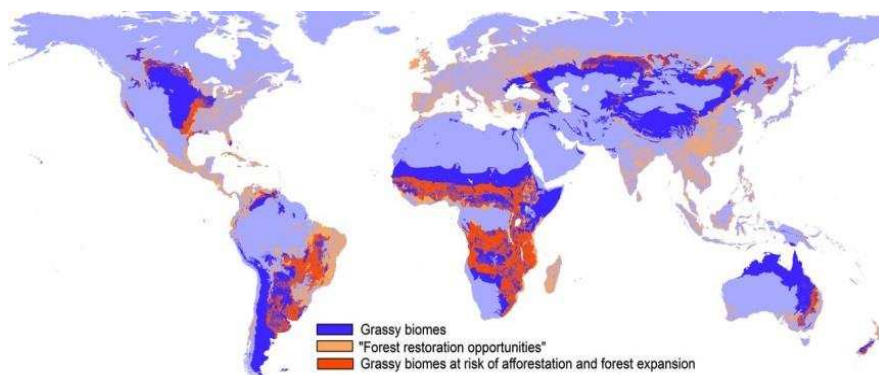 Grassy biomes
"Forest restoration opportunities"
Grassy biomes at risk of afforestation and forest expansion